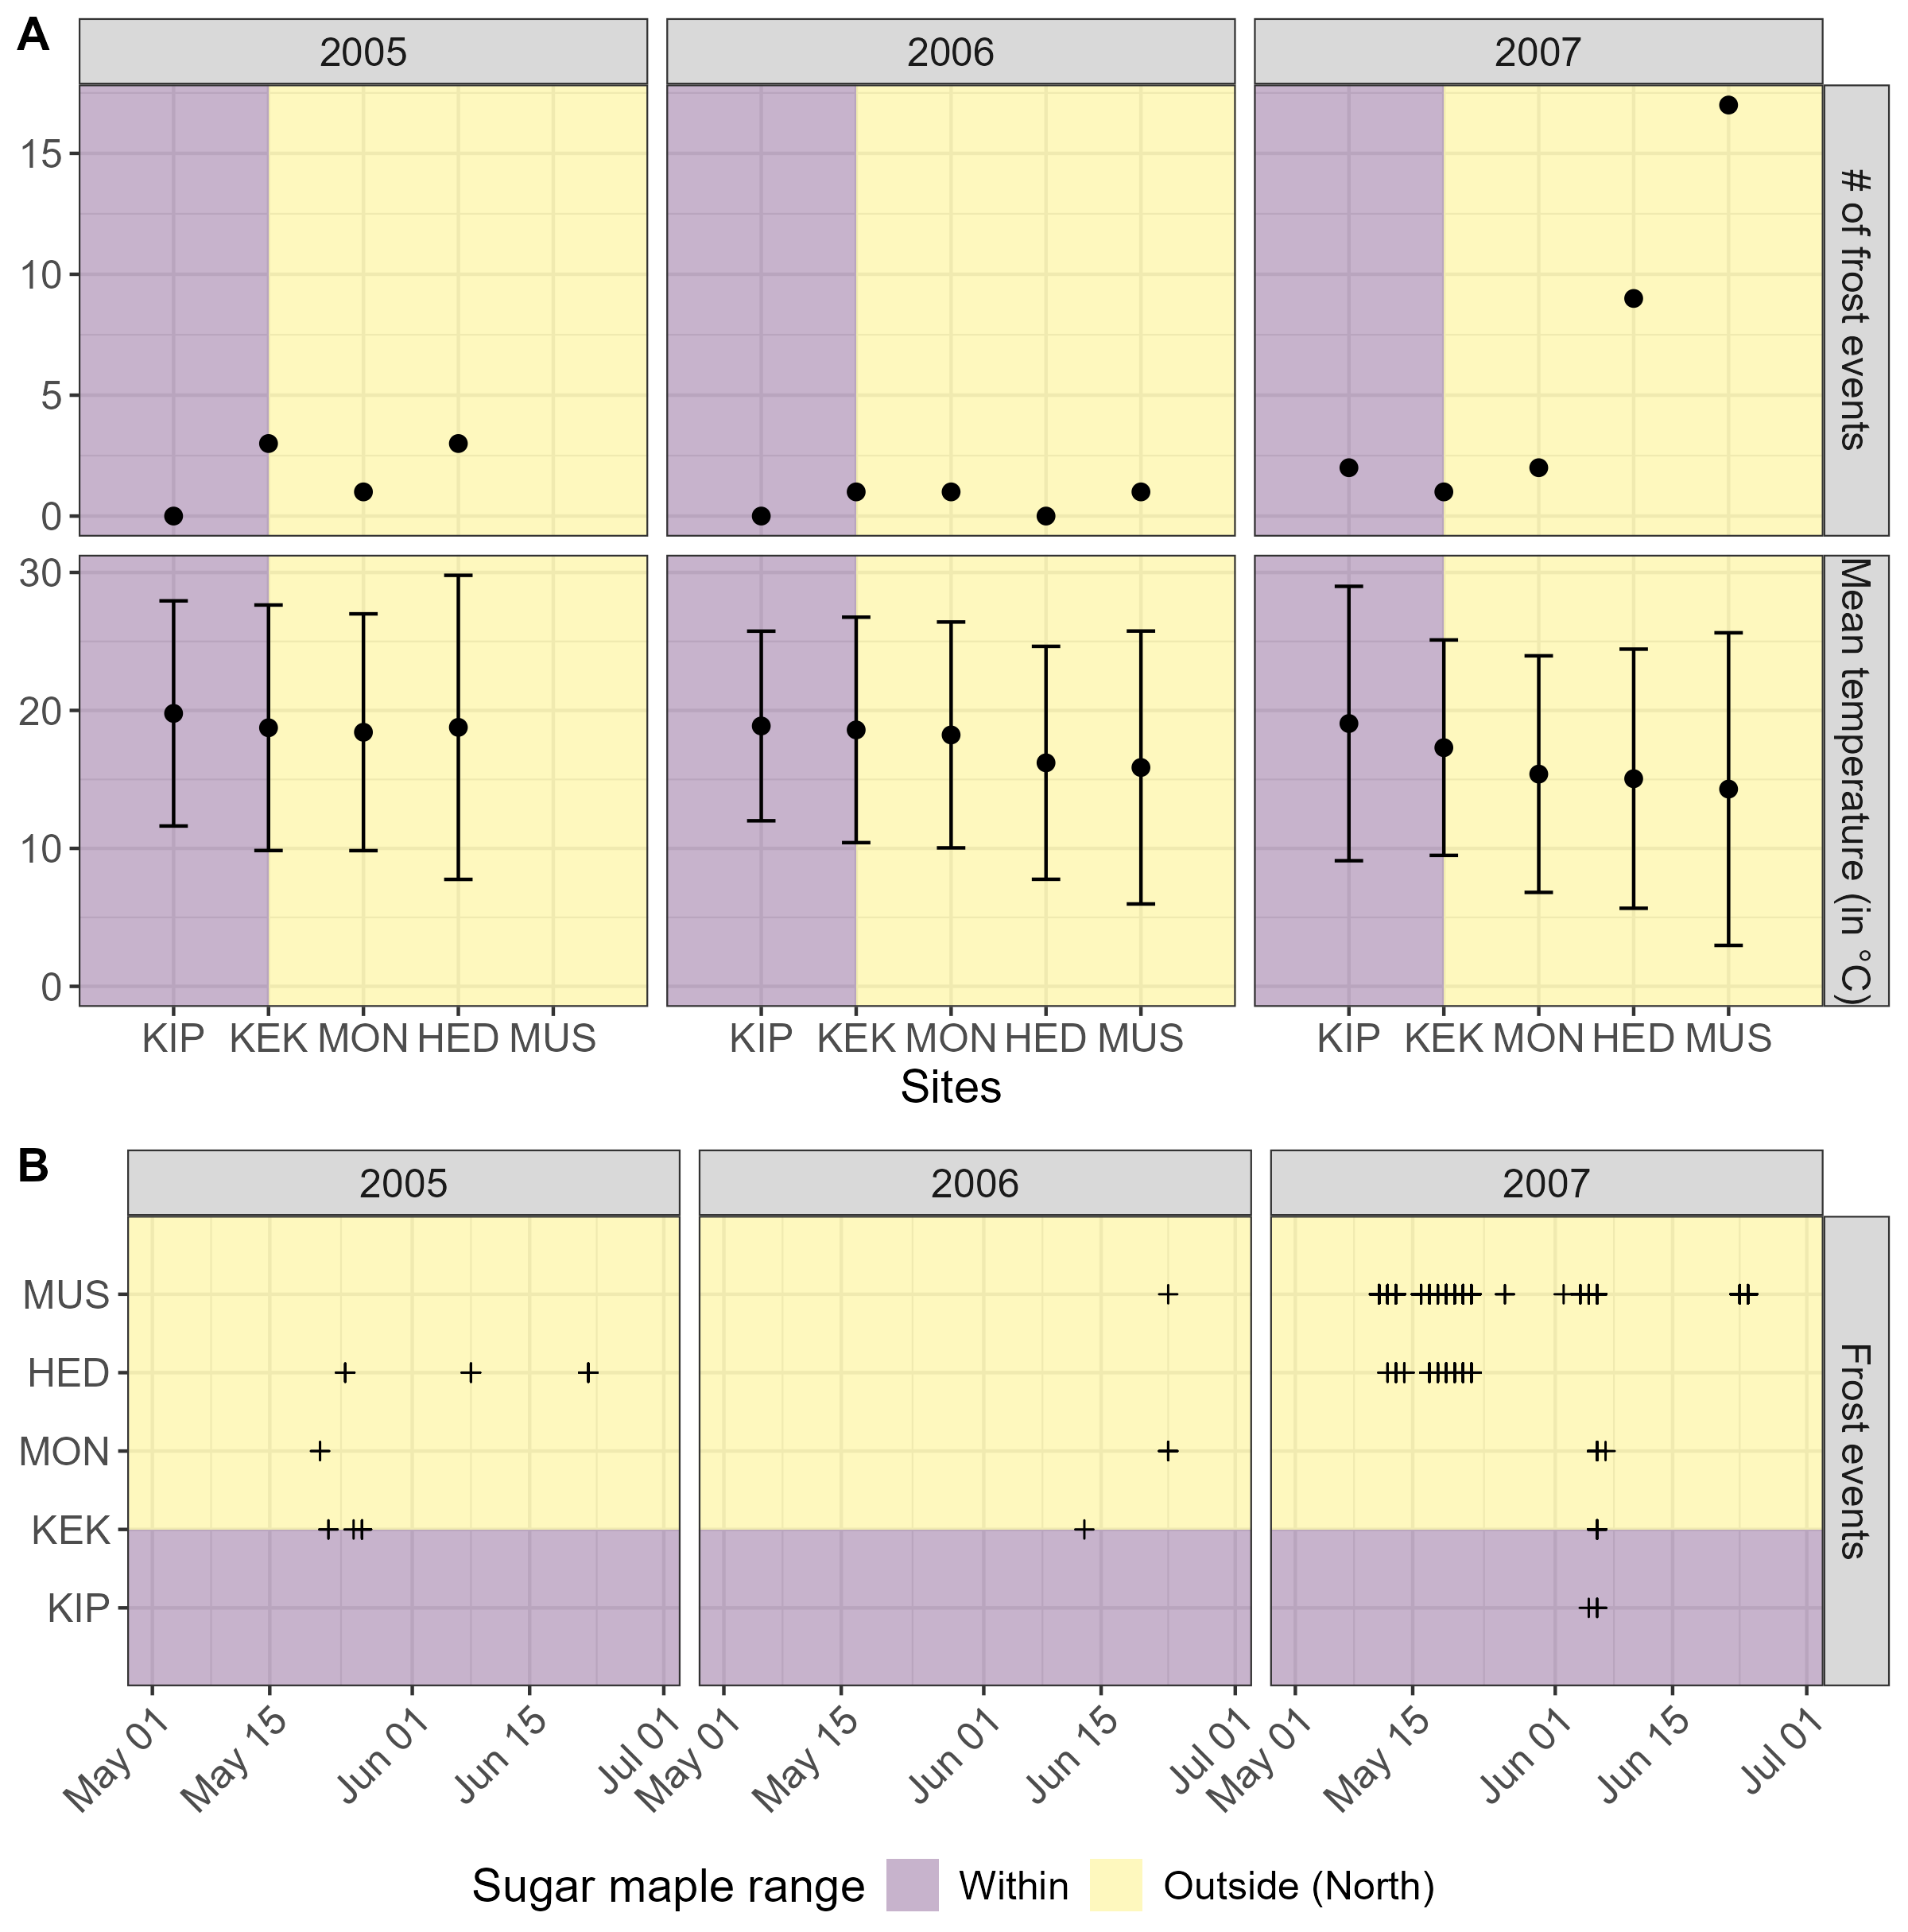 A
2005 2006 2007
15
10
5
0
# of frost events
30
20
10
0
Mean temperature (in °C)
KIP KEK MON HED MUS KIP KEK MON HED MUS KIP KEK MON HED MUS
Sites
B
2005 2006 2007
MUS
HED
MON
KEK
KIP
Frost events
May 01 May 15 Jun 01 Jun 15 Jul 01 May 01 May 15 Jun 01 Jun 15 Jul 01 May 01 May 15 Jun 01 Jun 15 Jul 01
Sugar maple range Within Outside (North)